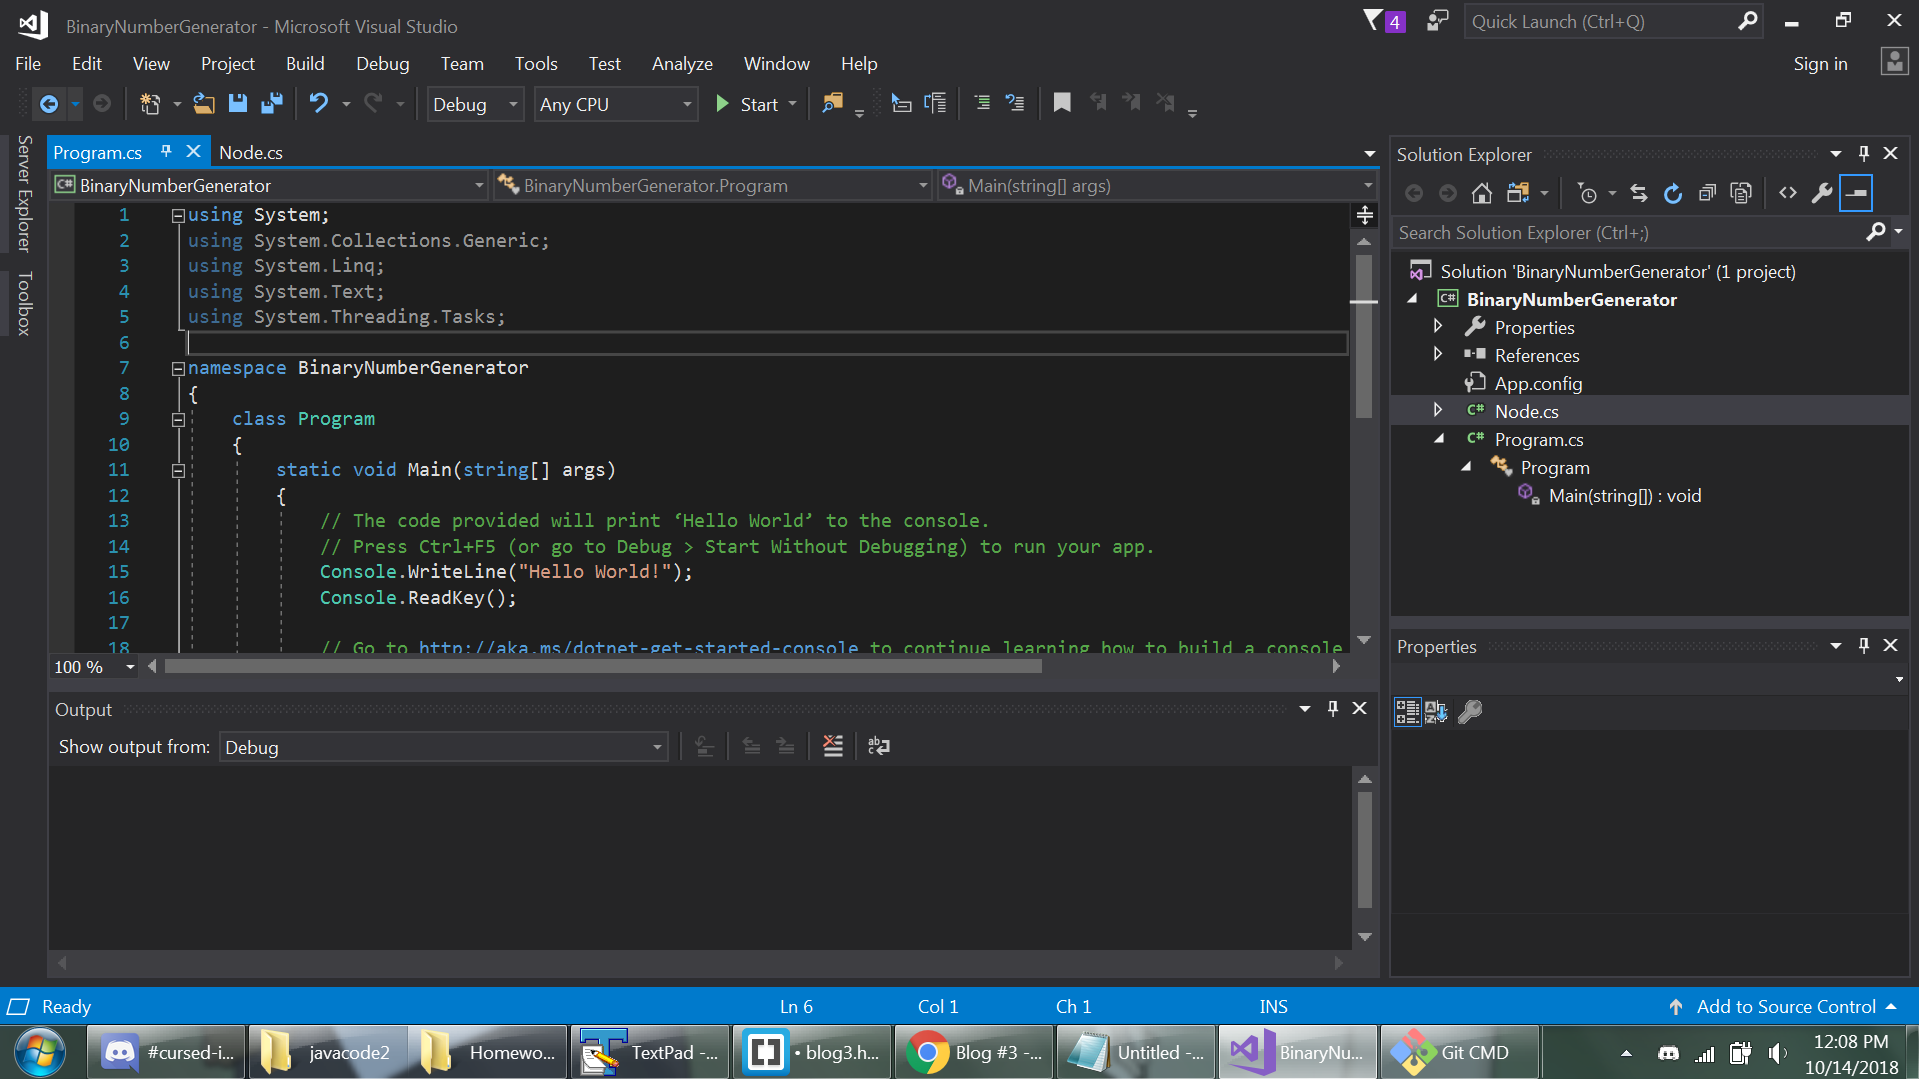 BinaryNumberGenerator - Microsoft Visual Studio
4
Quick Launch (Ctrl+Q)
File Edit View Project Build Debug Team Tools Test Analyze Window Help
Sign in
Debug Any CPU Start
Server Explorer
Toolbox
Program.cs Node.cs
C# BinaryNumberGenerator BinaryNumberGenerator.Program Main(string[] args)
1 using System;
2 using System.Collections.Generic;
3 using System.Linq;
4 using System.Text;
5 using System.Threading.Tasks;
6
7 namespace BinaryNumberGenerator
8 {
9 class Program
10 {
11 static void Main(string[] args)
12 {
13 // The code provided will print ‘Hello World’ to the console.
14 // Press Ctrl+F5 (or go to Debug > Start Without Debugging) to run your app.
15 Console.WriteLine("Hello World!");
16 Console.ReadKey();
17
18 // Go to http://aka.ms/dotnet-get-started-console to continue learning how to build a console
100 %
Output
Show output from: Debug
Solution Explorer
Search Solution Explorer (Ctrl+;)
Solution 'BinaryNumberGenerator' (1 project)
C# BinaryNumberGenerator
Properties
References
App.config
C# Node.cs
C# Program.cs
Program
Main(string[]) : void
Properties
Ready Ln 6 Col 1 Ch 1 INS Add to Source Control
#cursed-i... javacode2 Homewo... TextPad -... • blog3.h... Blog #3 -... Untitled -... BinaryNu... Git CMD
12:08 PM
10/14/2018